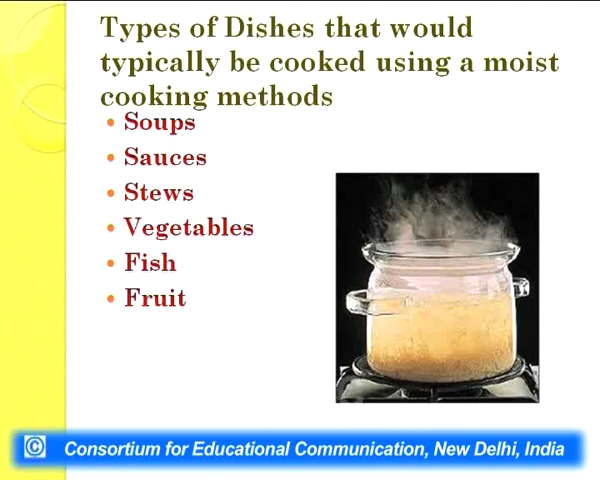 Types of Dishes that would
typically be cooked using a moist
cooking methods
• Soups
• Sauces
• Stews
• Vegetables
• Fish
• Fruit
© Consortium for Educational Communication, New Delhi, India